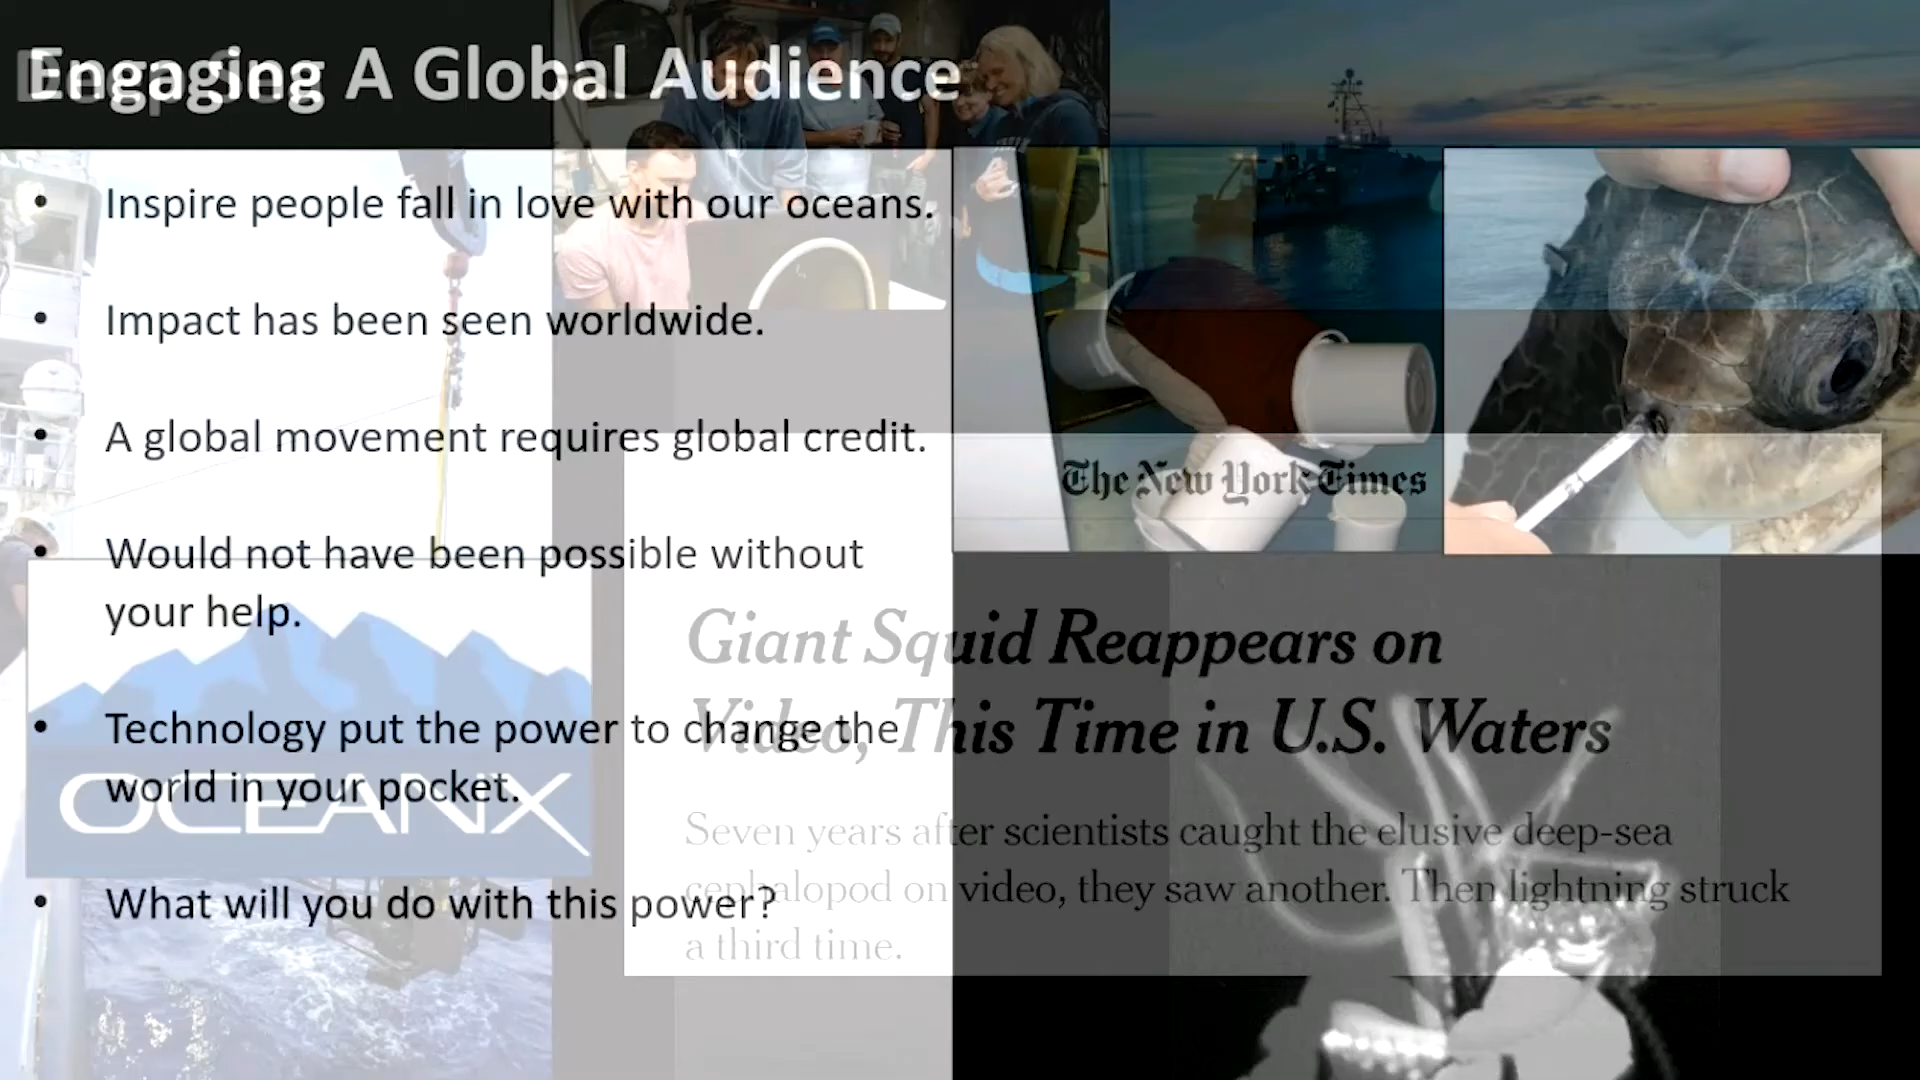 Engaging A Global Audience
• Inspire people fall in love with our oceans.
• Impact has been seen worldwide.
• A global movement requires global credit.
The New York Times
• Would not have been possible without
your help.
Giant Squid Reappears on
Video, This Time in U.S. Waters
• Technology put the power to change the
world in your pocket.
OCEANX
Seven years after scientists caught the elusive deep-sea
cephalopod on video, they saw another. Then lightning struck
a third time.
• What will you do with this power?